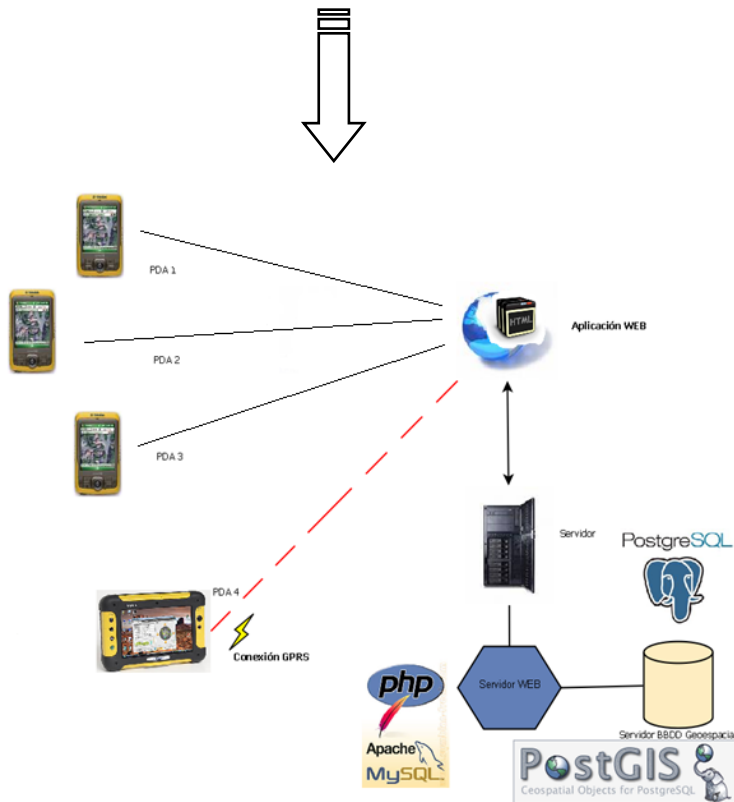 PDA 1
HTML
Aplicación WEB
PDA 2
PDA 3
Servidor
PostgreSQL
PDA 4
Conexión GPRS
php
Servidor WEB
Apache
MySQL
Servidor BBDD Geoespacia
PostGIS
Geospatial Objects for PostgreSQL